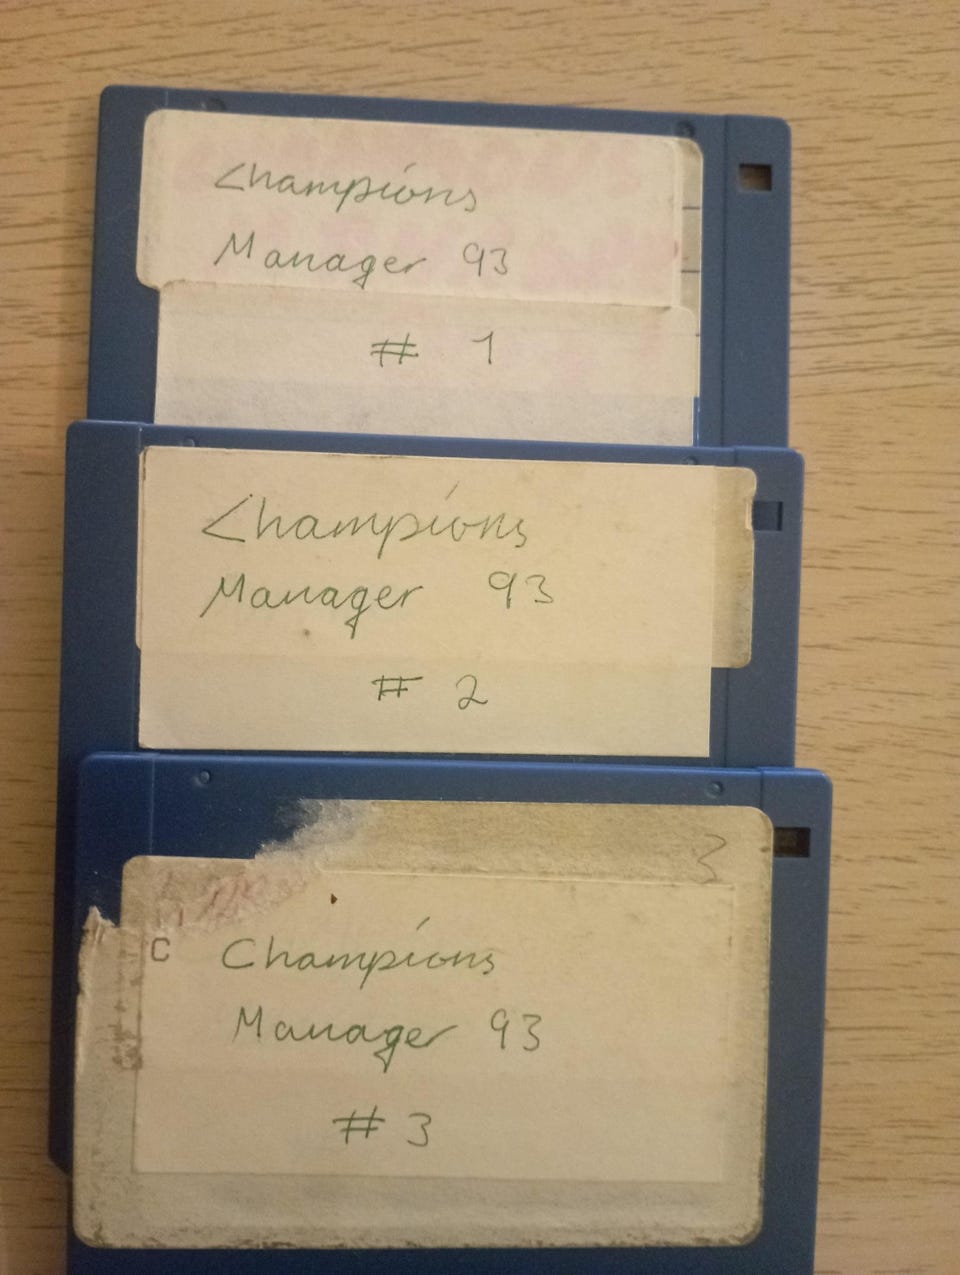 Champions
Manager 93
# 1
Champions
Manager 93
# 2
3
C Champions
Manager 93
# 3